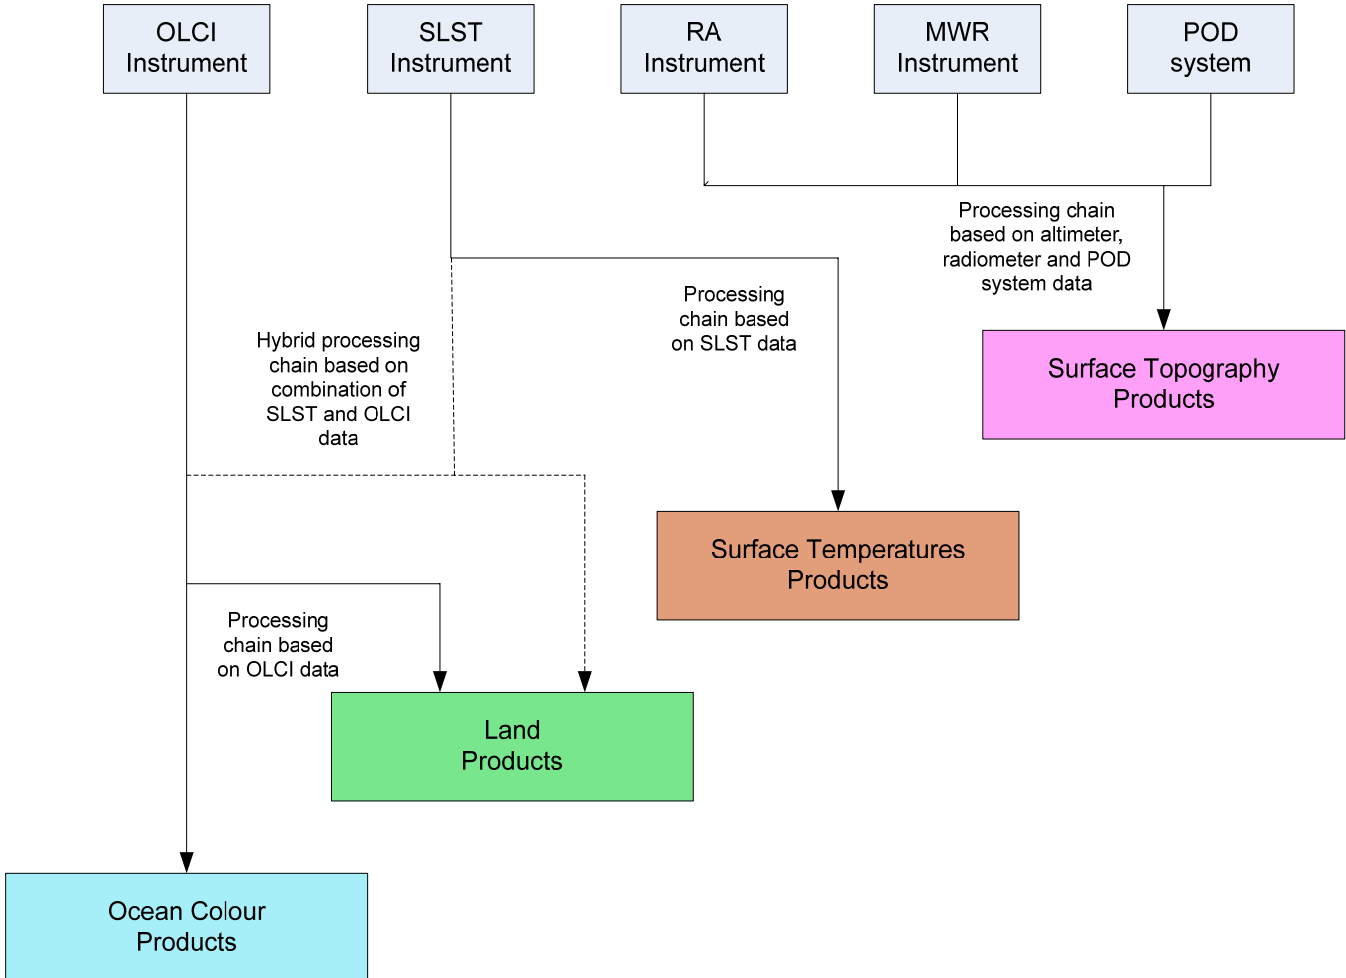 OLCI
Instrument
SLST
Instrument
RA
Instrument
MWR
Instrument
POD
system
Processing chain
based on altimeter,
radiometer and POD
system data
Processing
chain based
on SLST data
Hybrid processing
chain based on
combination of
SLST and OLCI
data
Surface Topography
Products
Surface Temperatures
Products
Processing
chain based
on OLCI data
Land
Products
Ocean Colour
Products